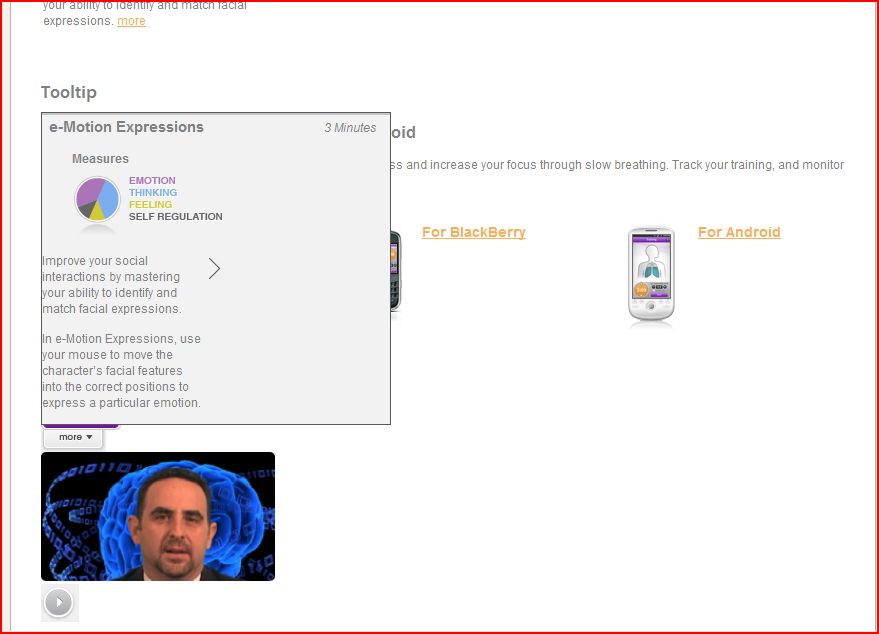 your ability to identify and match facial
expressions. more
Tooltip
e-Motion Expressions
3 Minutes
oid
Measures
ss and increase your focus through slow breathing. Track your training, and monitor
EMOTION
THINKING
FEELING
SELF REGULATION
For BlackBerry
For Android
Improve your social
interactions by mastering
your ability to identify and
match facial expressions.
In e-Motion Expressions, use
your mouse to move the
character's facial features
into the correct positions to
express a particular emotion.
more